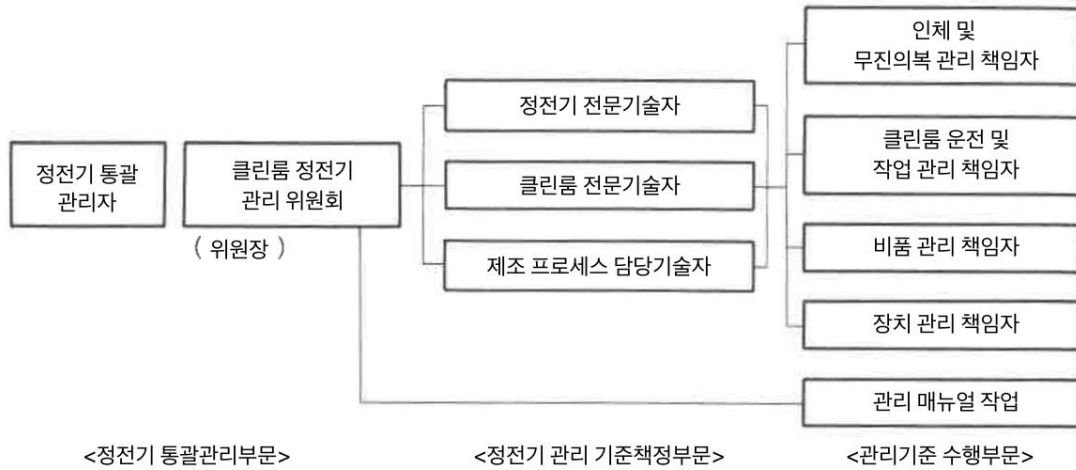 정전기 통괄
관리자
클린룸 정전기
관리 위원회
( 위원장 )
정전기 전문기술자
클린룸 전문기술자
제조 프로세스 담당기술자
인체 및
무진의복 관리 책임자
클린룸 운전 및
작업 관리 책임자
비품 관리 책임자
장치 관리 책임자
관리 매뉴얼 작업
<정전기 통괄관리부문>
<정전기 관리 기준책정부문>
<관리기준 수행부문>